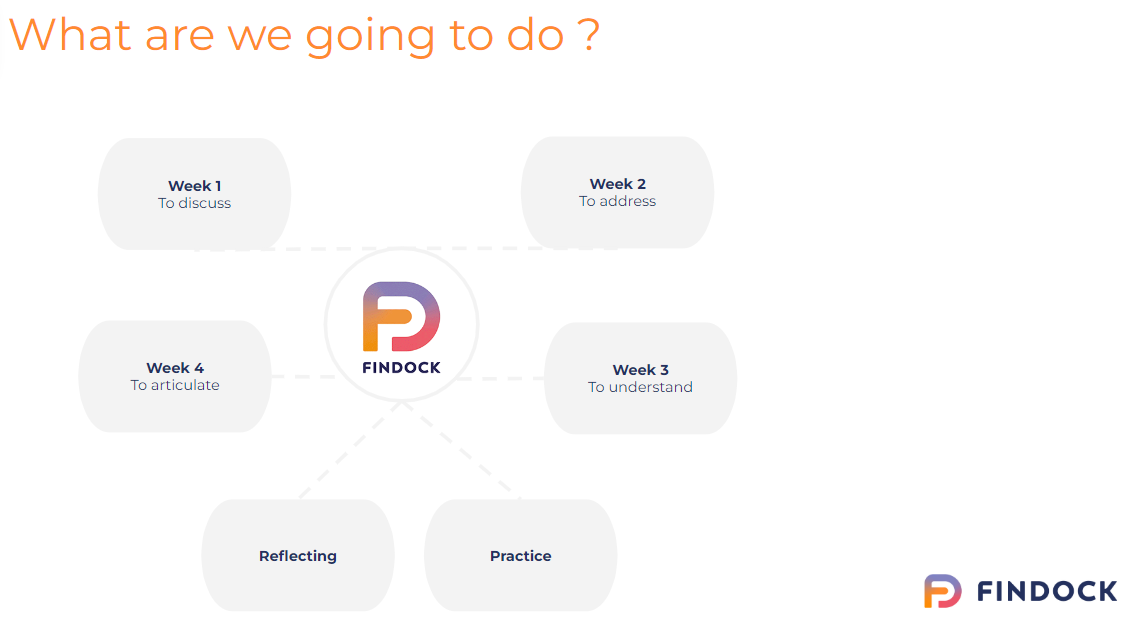 What are we going to do ?
Week 1
To discuss
Week 2
To address
FINDOCK
Week 4
To articulate
Week 3
To understand
Reflecting
Practice
FINDOCK